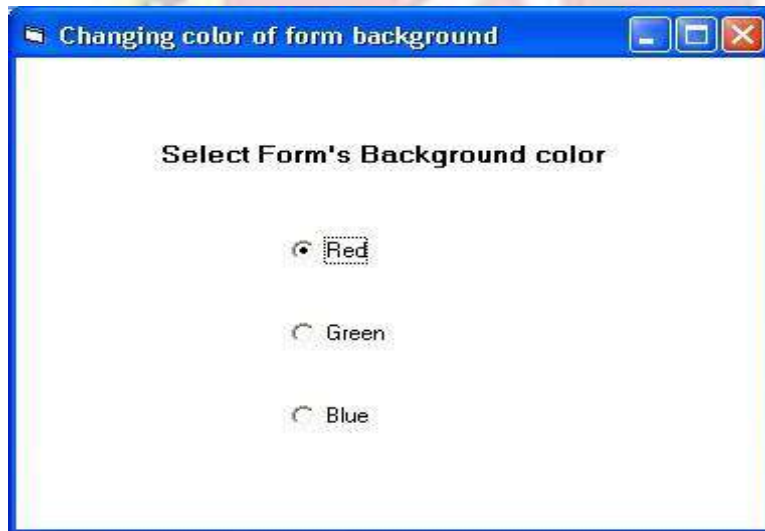 Changing color of form background
Select Form's Background color
Red
Green
Blue